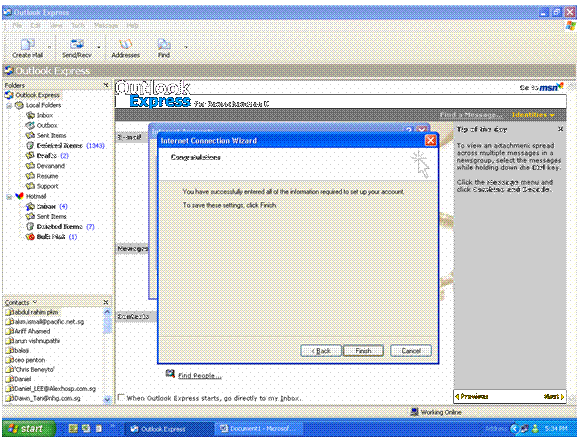 Outlook Express
File Edit View Tools Message Help
Create Mail Send/Recv Addresses Find
Outlook Express
Folders
Outlook Express
Local Folders
Inbox
Outbox
Sent Items
Deleted Items (1343)
Drafts (2)
Devanand
Resume
Support
Hotmail
Inbox (4)
Sent Items
Deleted Items (7)
Bulk Mail (1)
Contacts
abdul rahim pkm
akm.ismail@pacific.net.sg
Ariff Ahamed
arun vishnupathi
balaji
ceo penton
'Chris Beneyto'
Daniel
Daniel_LEE@Alexhosp.com.sg
Dawn_Tan@nhg.com.sg
Outlook
Express
Go to msn
Find a Message... Identities
E-mail
Internet Accounts
Internet Connection Wizard
Congratulations
You have successfully entered all of the information required to set up your account.
To save these settings, click Finish.
< Back Finish Cancel
Newsgroups
Contacts
Find People...
When Outlook Express starts, go directly to my Inbox.
Tip of the day
To view an attachment spread
across multiple messages in a
newsgroup, select the messages
while holding down the Ctrl key.
Click the Message menu and
click Combine and Decode.
Previous Next
Working Online
start Outlook Express Document1 - Microsof... Address 5:34 PM